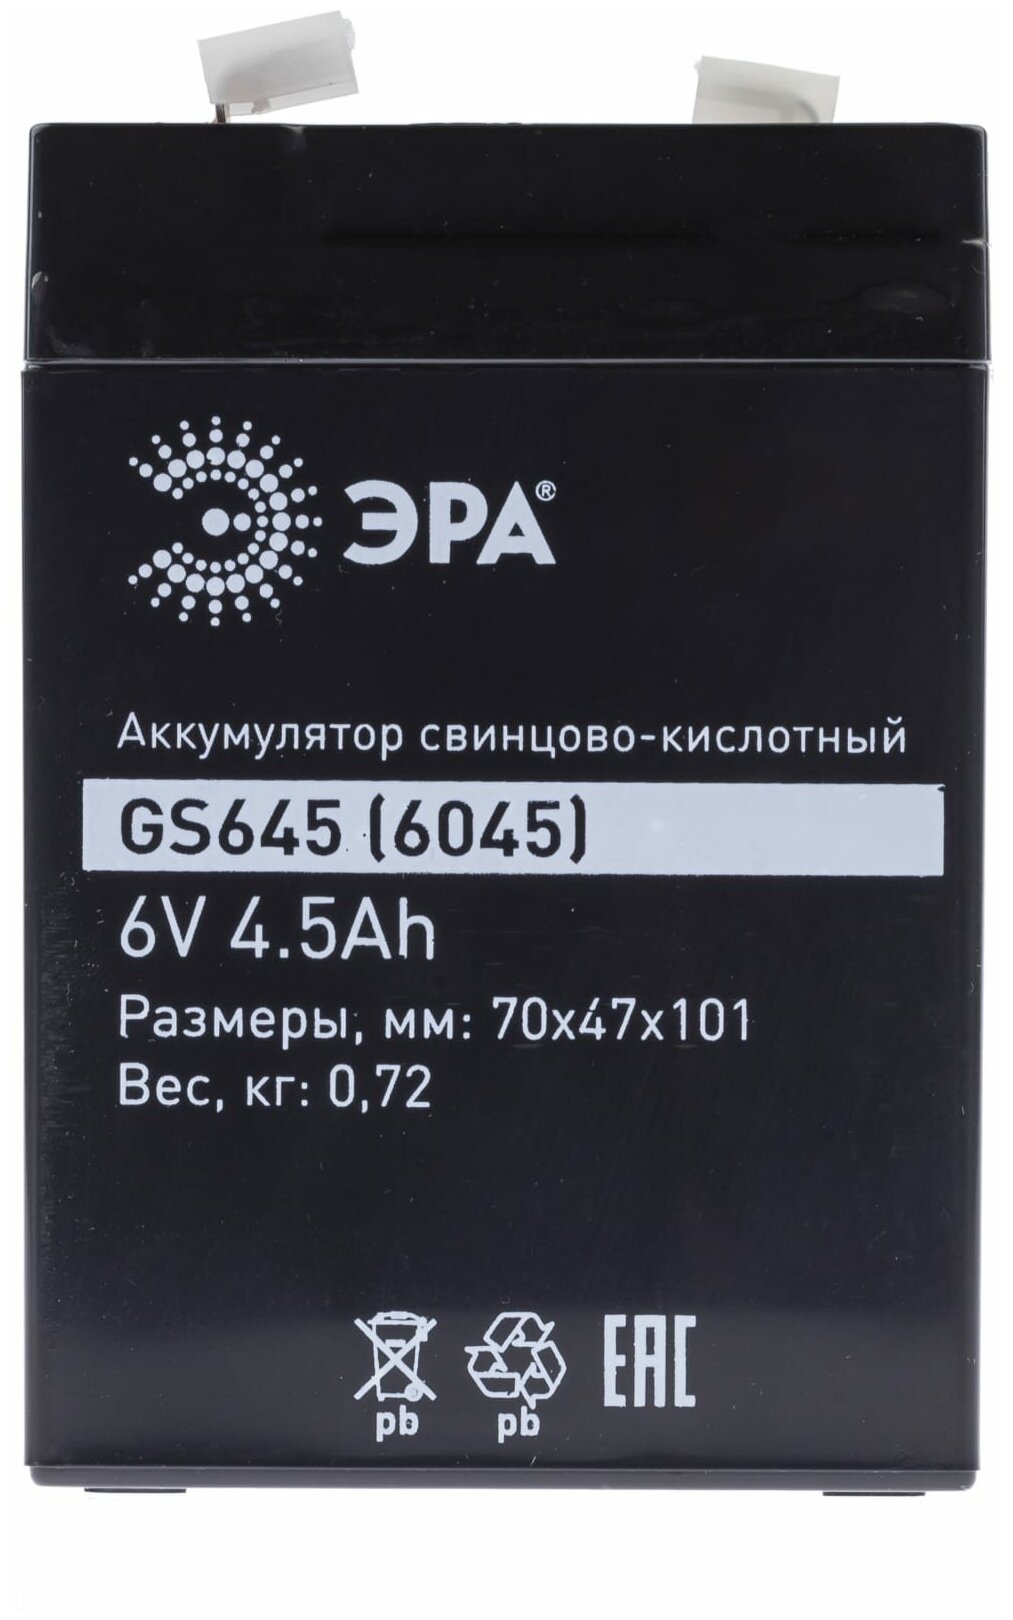 ЭРА®
Аккумулятор свинцово-кислотный
GS645 (6045)
6V 4.5Ah
Размеры, мм: 70x47x101
Вес, кг: 0,72
pb pb EAC